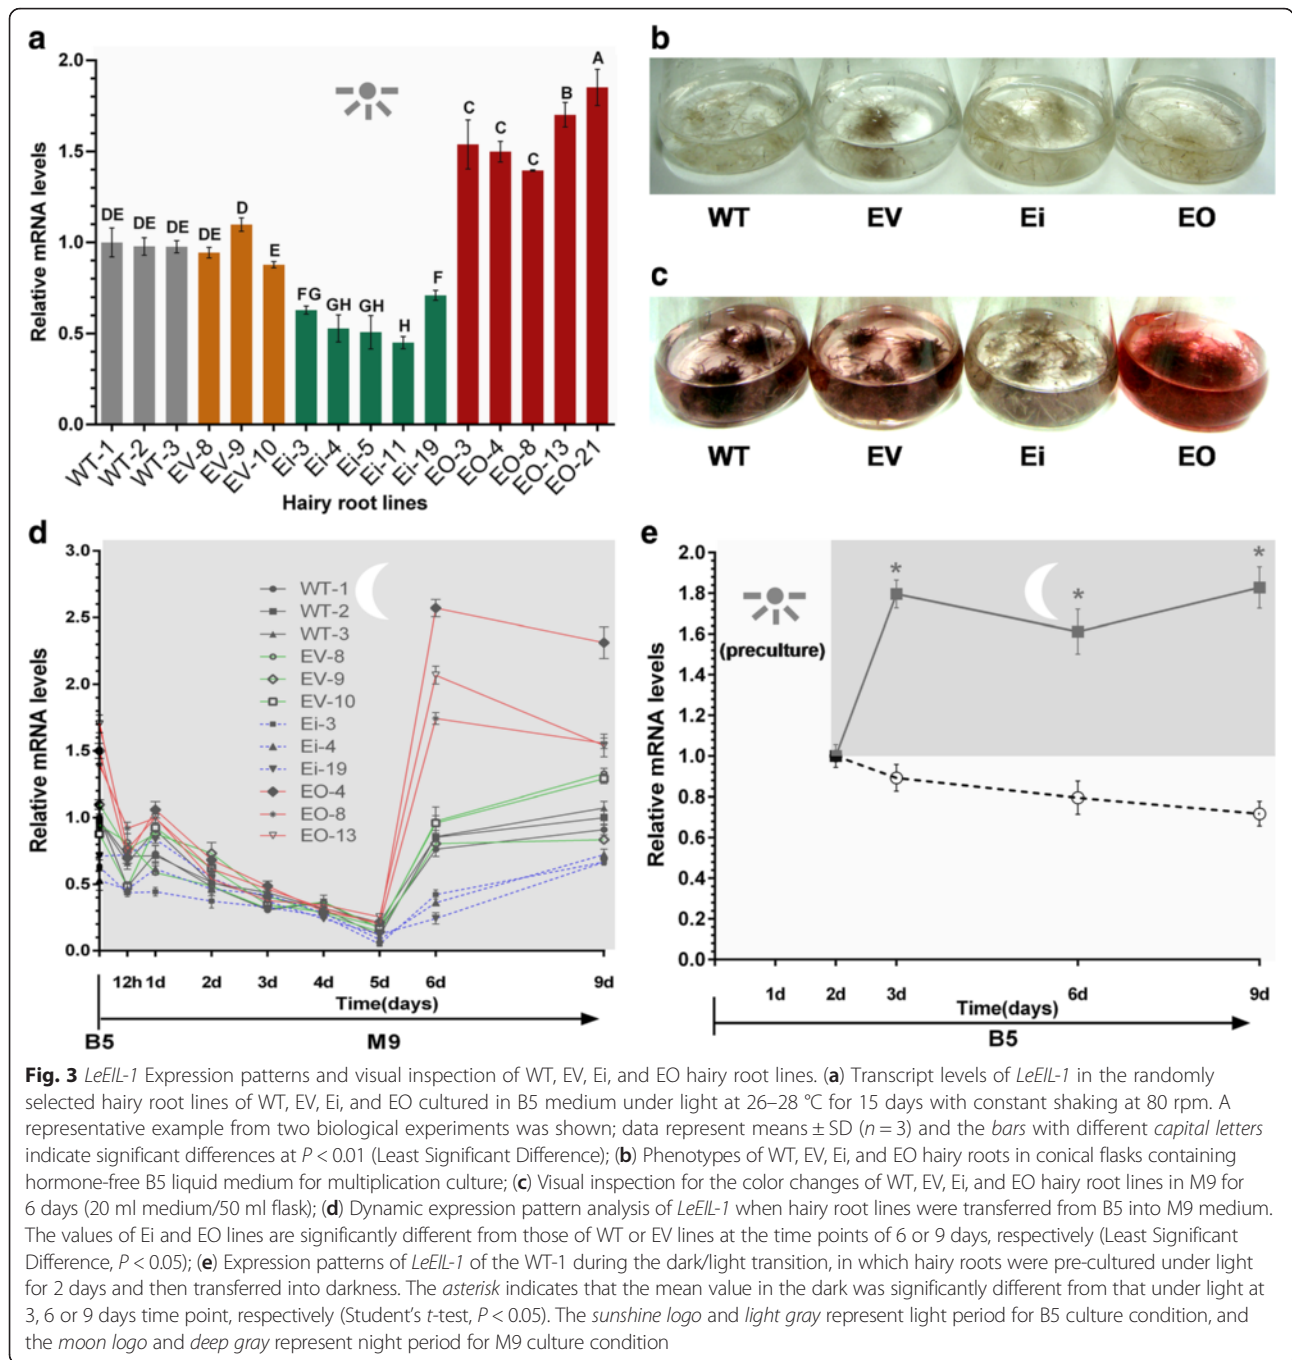 a
2.0
1.5
1.0
0.5
0.0
Relative mRNA levels
DE
DE
DE
DE
D
E
FG
GH
GH
H
F
C
C
C
B
A
WT-1
WT-2
WT-3
EV-8
EV-9
EV-10
Ei-3
Ei-4
Ei-5
Ei-11
Ei-19
EO-3
EO-4
EO-8
EO-13
EO-21
Hairy root lines
b
WT EV Ei EO
c
WT EV Ei EO
d
3.0
2.5
2.0
1.5
1.0
0.5
0.0
Relative mRNA levels
WT-1
WT-2
WT-3
EV-8
EV-9
EV-10
Ei-3
Ei-4
Ei-19
EO-4
EO-8
EO-13
12h 1d 2d 3d 4d 5d 6d 9d
Time(days)
B5 M9
e
2.0
1.8
1.6
1.4
1.2
1.0
0.8
0.6
0.4
0.2
0.0
Relative mRNA levels
(preculture)
*
*
*
1d 2d 3d 6d 9d
Time(days)
B5
Fig. 3 LeEIL-1 Expression patterns and visual inspection of WT, EV, Ei, and EO hairy root lines. (a) Transcript levels of LeEIL-1 in the randomly
selected hairy root lines of WT, EV, Ei, and EO cultured in B5 medium under light at 26–28 °C for 15 days with constant shaking at 80 rpm. A
representative example from two biological experiments was shown; data represent means ± SD (n = 3) and the bars with different capital letters
indicate significant differences at P < 0.01 (Least Significant Difference); (b) Phenotypes of WT, EV, Ei, and EO hairy roots in conical flasks containing
hormone-free B5 liquid medium for multiplication culture; (c) Visual inspection for the color changes of WT, EV, Ei, and EO hairy root lines in M9 for
6 days (20 ml medium/50 ml flask); (d) Dynamic expression pattern analysis of LeEIL-1 when hairy root lines were transferred from B5 into M9 medium.
The values of Ei and EO lines are significantly different from those of WT or EV lines at the time points of 6 or 9 days, respectively (Least Significant
Difference, P < 0.05); (e) Expression patterns of LeEIL-1 of the WT-1 during the dark/light transition, in which hairy roots were pre-cultured under light
for 2 days and then transferred into darkness. The asterisk indicates that the mean value in the dark was significantly different from that under light at
3, 6 or 9 days time point, respectively (Student's t-test, P < 0.05). The sunshine logo and light gray represent light period for B5 culture condition, and
the moon logo and deep gray represent night period for M9 culture condition